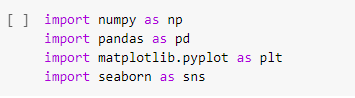 [ ] import numpy as np
import pandas as pd
import matplotlib.pyplot as plt
import seaborn as sns